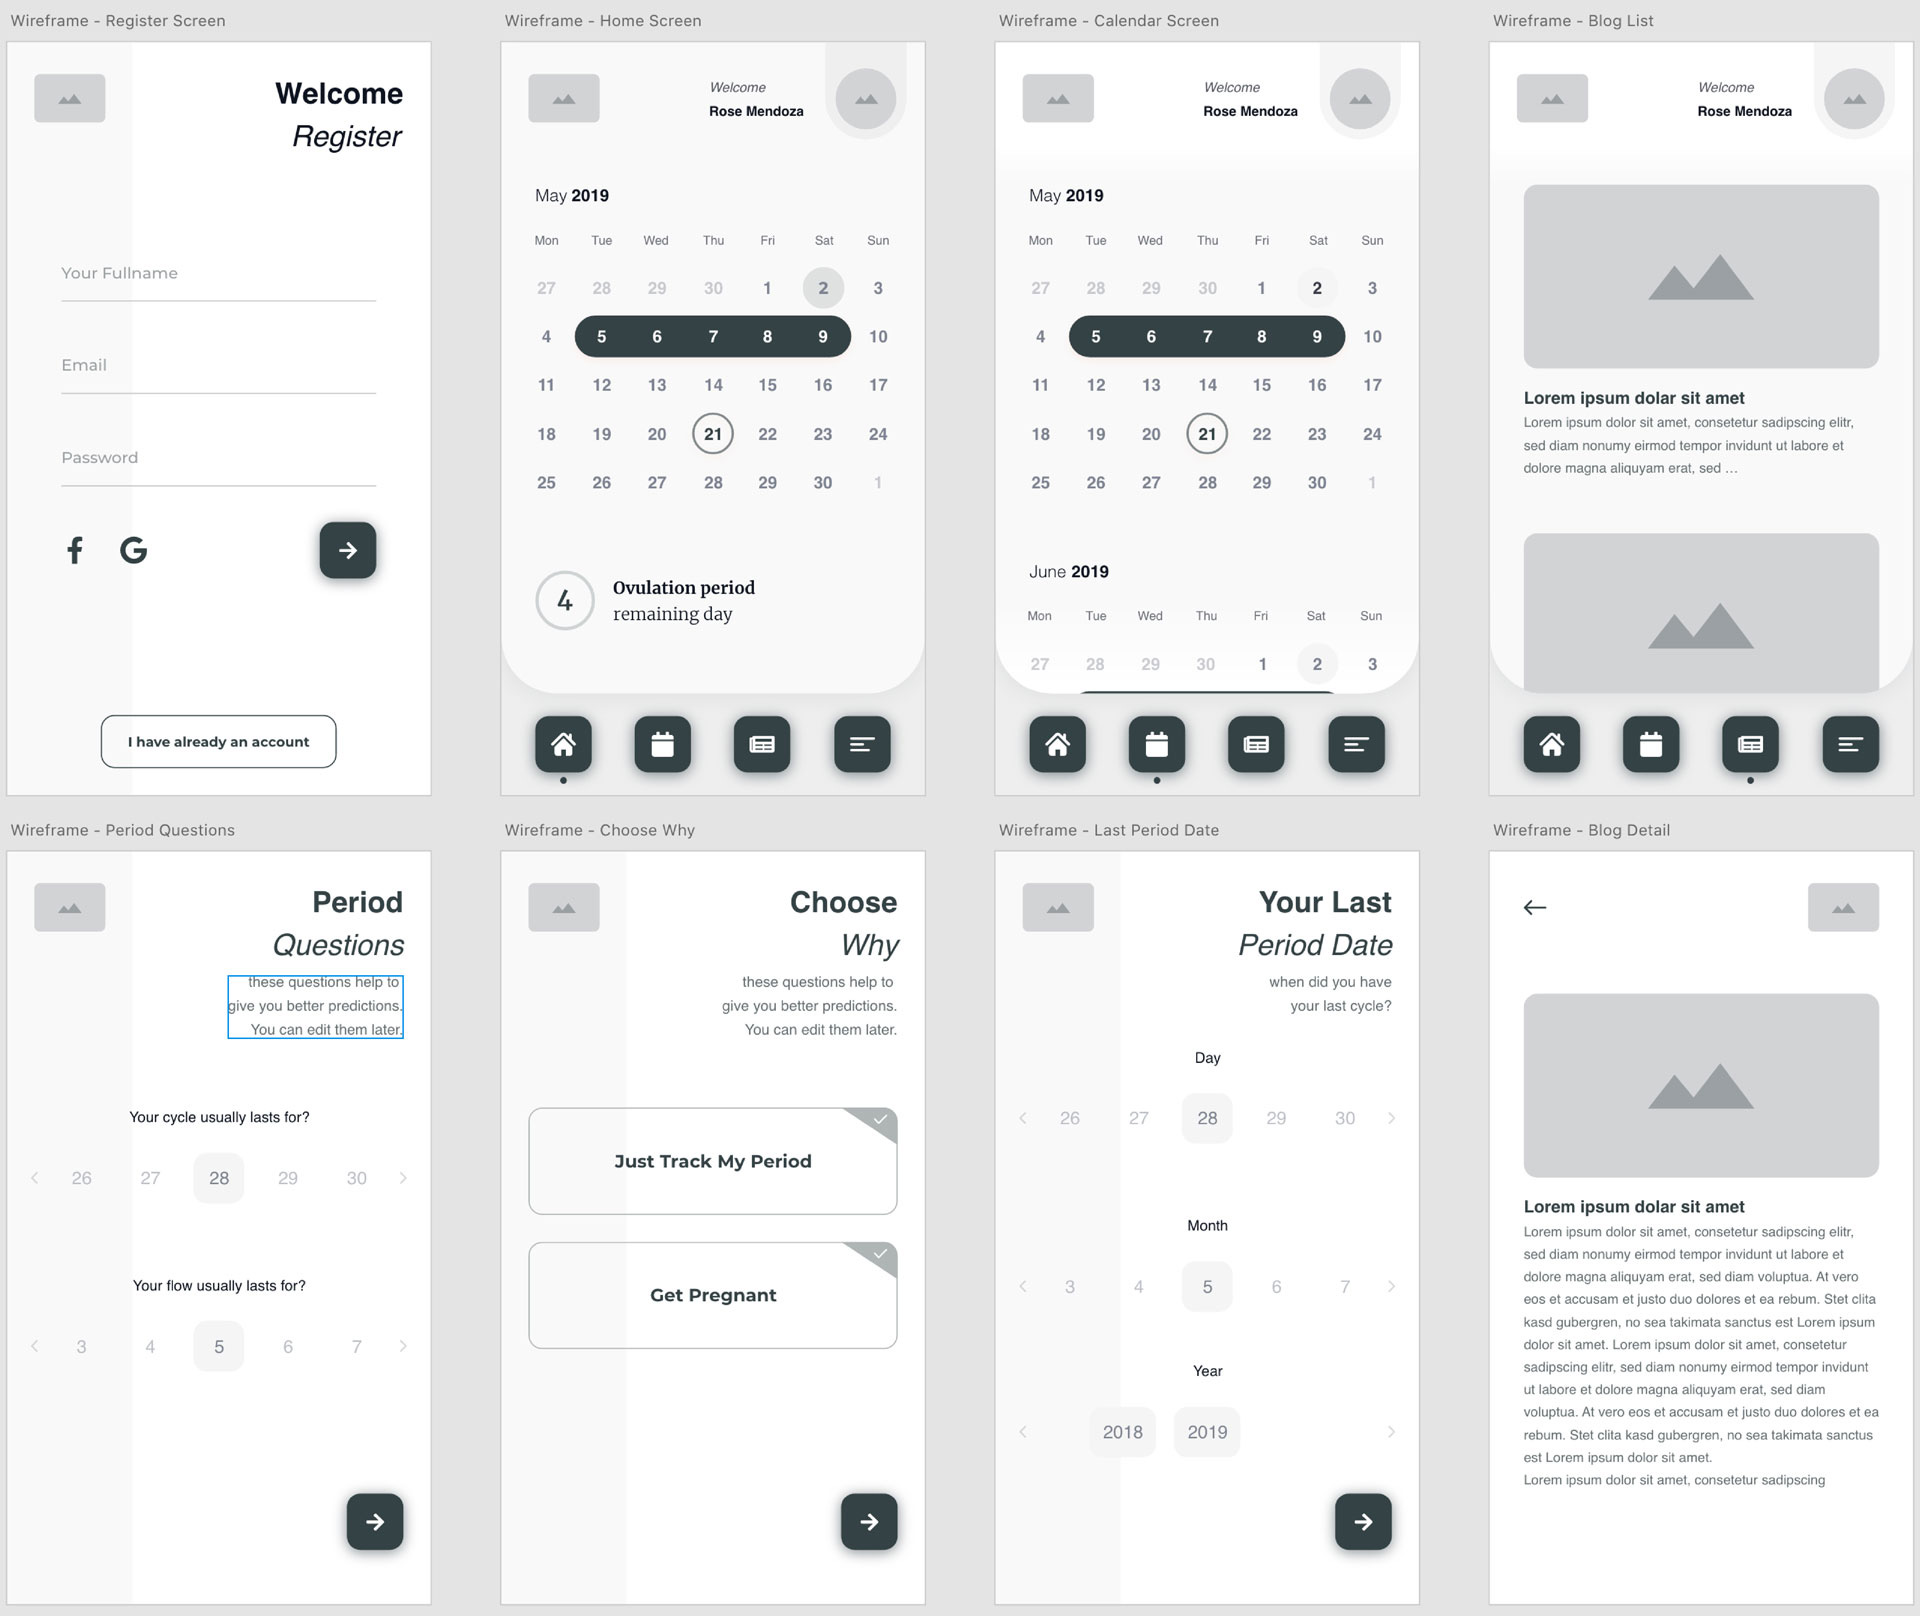 Wireframe - Register Screen
Welcome
Register
Your Fullname
Email
Password
I have already an account
Wireframe - Home Screen
Welcome
Rose Mendoza
May 2019
Mon Tue Wed Thu Fri Sat Sun
27 28 29 30 1 2 3
4 5 6 7 8 9 10
11 12 13 14 15 16 17
18 19 20 21 22 23 24
25 26 27 28 29 30 1
4
Ovulation period
remaining day
Wireframe - Calendar Screen
Welcome
Rose Mendoza
May 2019
Mon Tue Wed Thu Fri Sat Sun
27 28 29 30 1 2 3
4 5 6 7 8 9 10
11 12 13 14 15 16 17
18 19 20 21 22 23 24
25 26 27 28 29 30 1
June 2019
Mon Tue Wed Thu Fri Sat Sun
27 28 29 30 1 2 3
Wireframe - Blog List
Welcome
Rose Mendoza
Lorem ipsum dolar sit amet
Lorem ipsum dolor sit amet, consetetur sadipscing elitr,
sed diam nonumy eirmod tempor invidunt ut labore et
dolore magna aliquyam erat, sed ...
Wireframe - Period Questions
Period
Questions
these questions help to
give you better predictions.
You can edit them later.
Your cycle usually lasts for?
26 27 28 29 30
Your flow usually lasts for?
3 4 5 6 7
Wireframe - Choose Why
Choose
Why
these questions help to
give you better predictions.
You can edit them later.
Just Track My Period
Get Pregnant
Wireframe - Last Period Date
Your Last
Period Date
when did you have
your last cycle?
Day
26 27 28 29 30
Month
3 4 5 6 7
Year
2018 2019
Wireframe - Blog Detail
Lorem ipsum dolar sit amet
Lorem ipsum dolor sit amet, consetetur sadipscing elitr,
sed diam nonumy eirmod tempor invidunt ut labore et
dolore magna aliquyam erat, sed diam voluptua. At vero
eos et accusam et justo duo dolores et ea rebum. Stet clita
kasd gubergren, no sea takimata sanctus est Lorem ipsum
dolor sit amet. Lorem ipsum dolor sit amet, consetetur
sadipscing elitr, sed diam nonumy eirmod tempor invidunt
ut labore et dolore magna aliquyam erat, sed diam
voluptua. At vero eos et accusam et justo duo dolores et ea
rebum. Stet clita kasd gubergren, no sea takimata sanctus
est Lorem ipsum dolor sit amet.
Lorem ipsum dolor sit amet, consetetur sadipscing